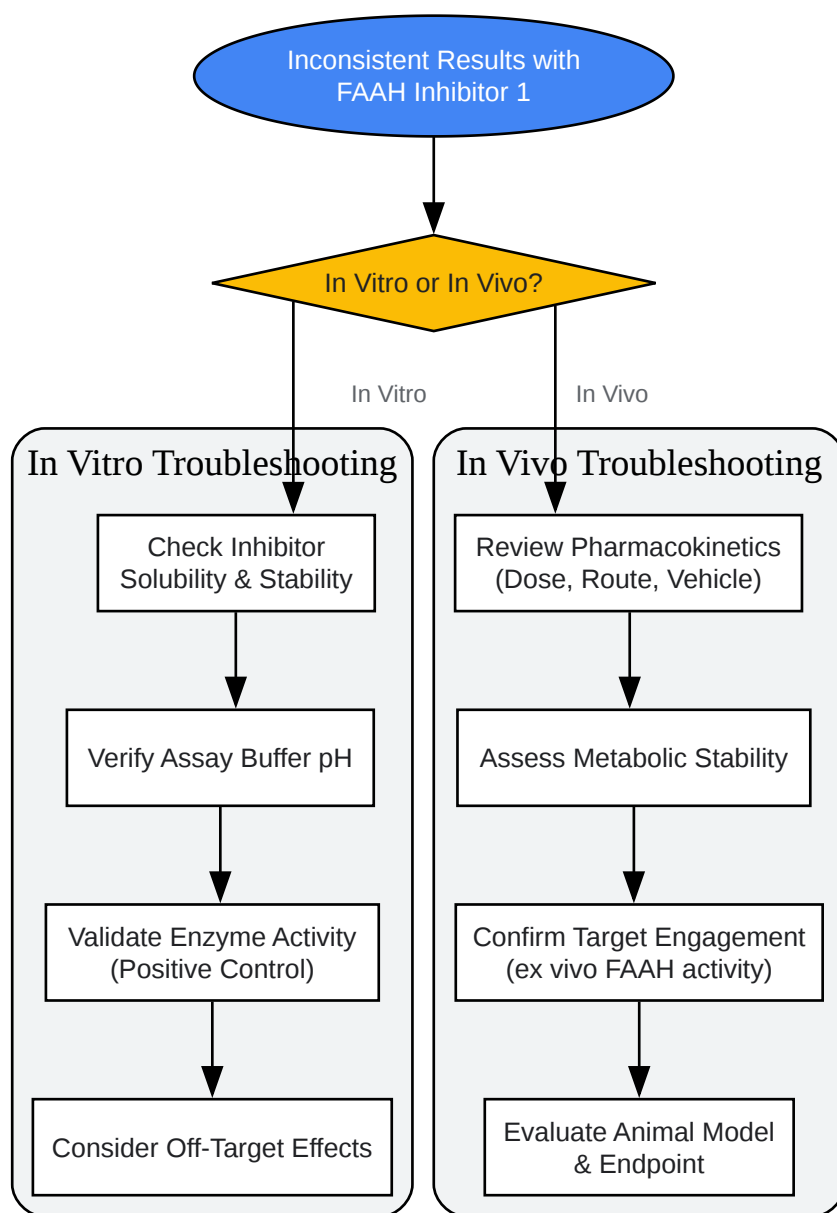 Inconsistent Results with
FAAH Inhibitor 1
In Vitro or In Vivo?
In Vitro
In Vivo
In Vitro Troubleshooting
Check Inhibitor
Solubility & Stability
Verify Assay Buffer pH
Validate Enzyme Activity
(Positive Control)
Consider Off-Target Effects
In Vivo Troubleshooting
Review Pharmacokinetics
(Dose, Route, Vehicle)
Assess Metabolic Stability
Confirm Target Engagement
(ex vivo FAAH activity)
Evaluate Animal Model
& Endpoint